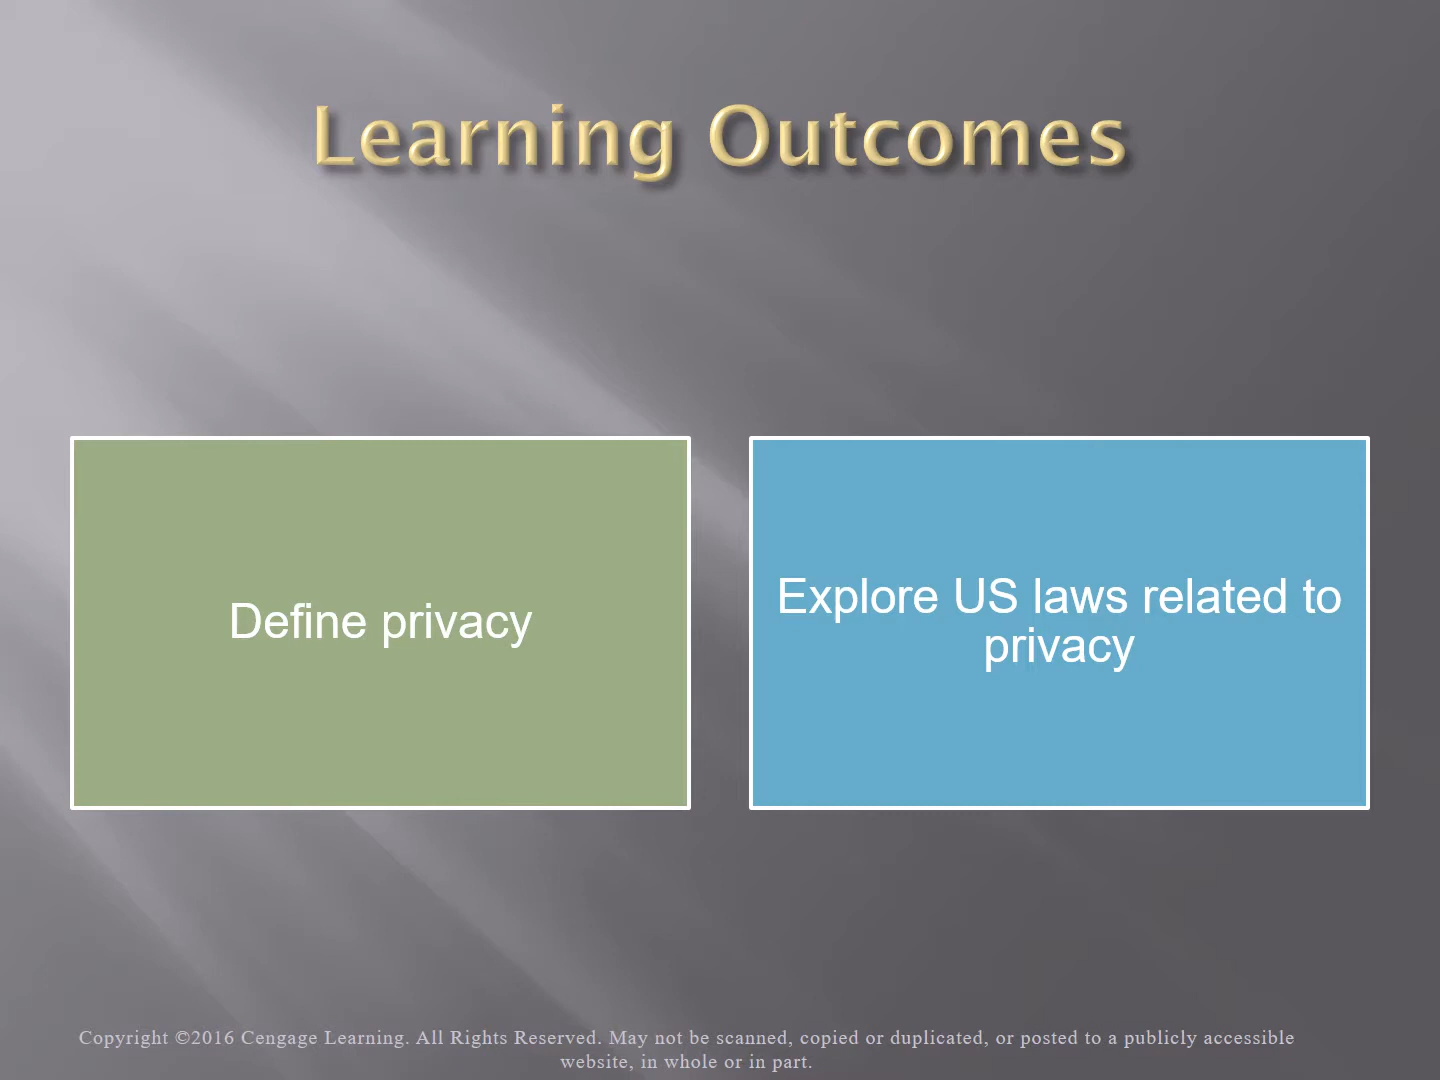 Learning Outcomes
Define privacy
Explore US laws related to
privacy
Copyright ©2016 Cengage Learning. All Rights Reserved. May not be scanned, copied or duplicated, or posted to a publicly accessible
website, in whole or in part.